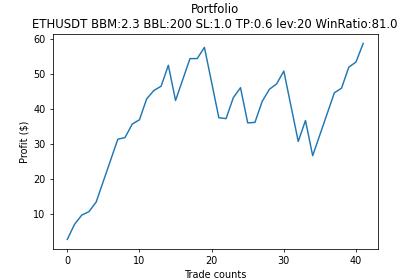 Portfolio
ETHUSDT BBM:2.3 BBL:200 SL:1.0 TP:0.6 lev:20 WinRatio:81.0
60
50
40
30
20
10
Profit ($)
0
10
20
30
40
Trade counts